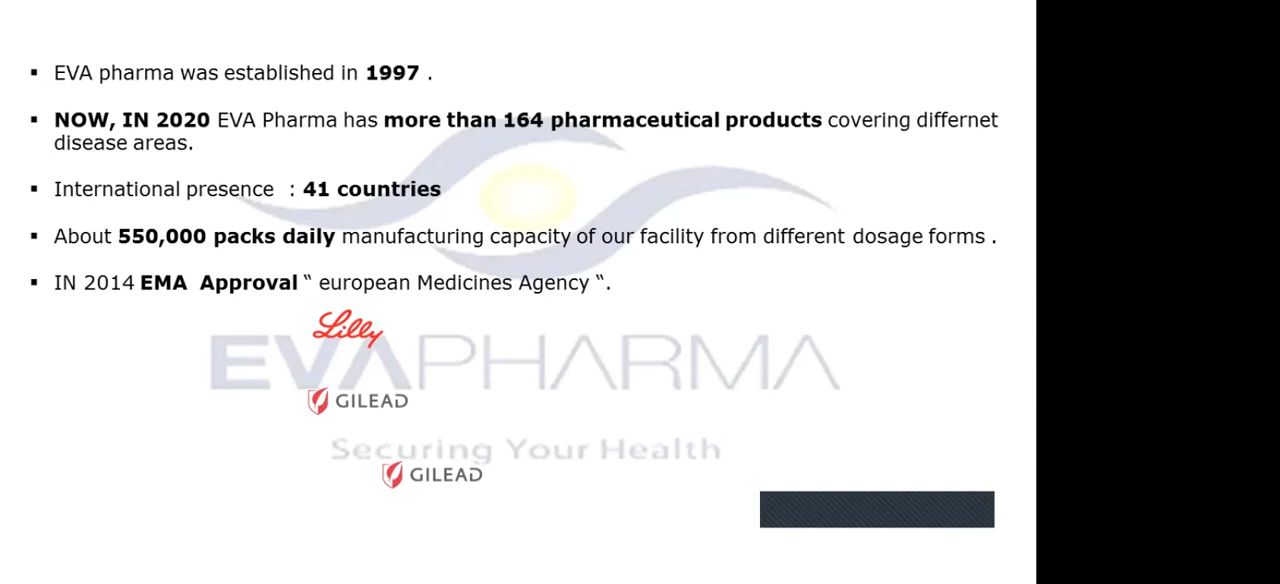 ▪ EVA pharma was established in 1997 .
▪ NOW, IN 2020 EVA Pharma has more than 164 pharmaceutical products covering differnet
disease areas.
▪ International presence : 41 countries
▪ About 550,000 packs daily manufacturing capacity of our facility from different dosage forms .
▪ IN 2014 EMA Approval “ european Medicines Agency “.
Lilly
EVAPHARMA
GILEAD
Securing Your Health
GILEAD